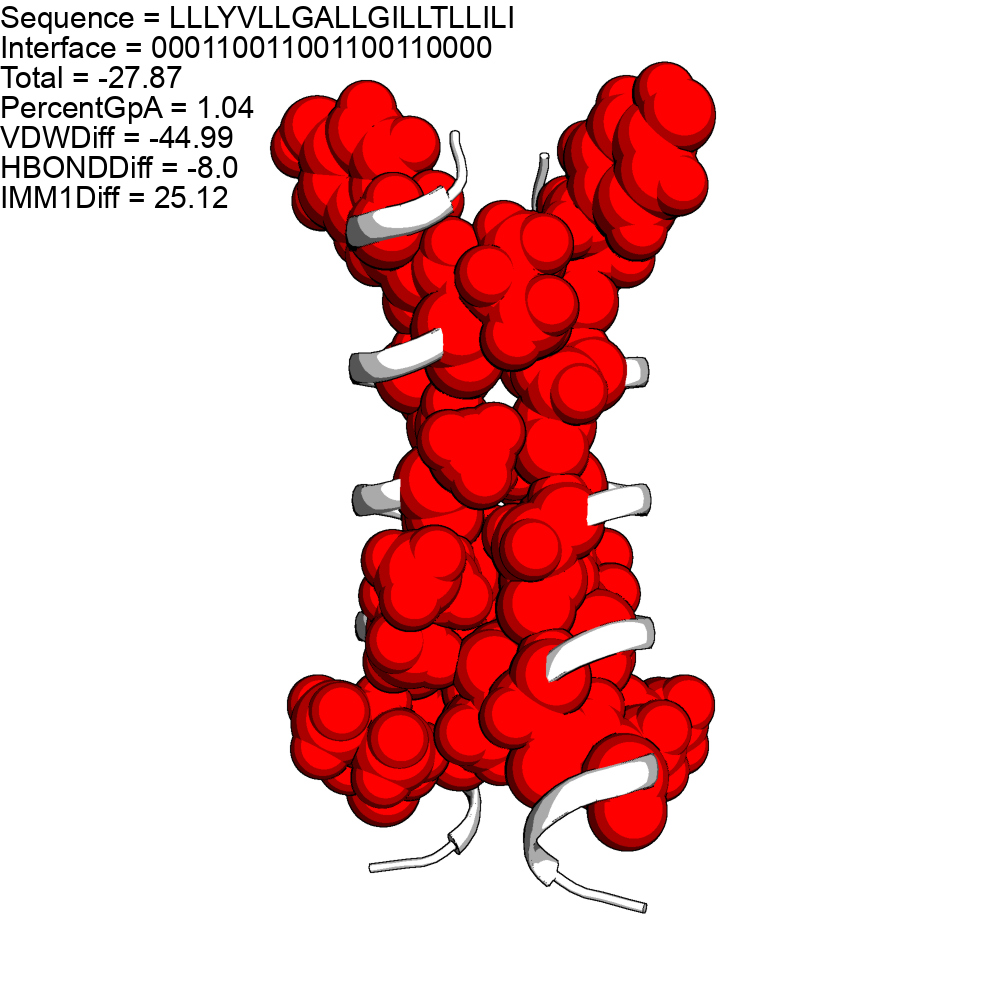 Sequence = LLLYVLLGALLGILLTLLILI
Interface = 000110011001100110000
Total = -27.87
PercentGpA = 1.04
VDWDiff = -44.99
HBONDDiff = -8.0
IMM1Diff = 25.12